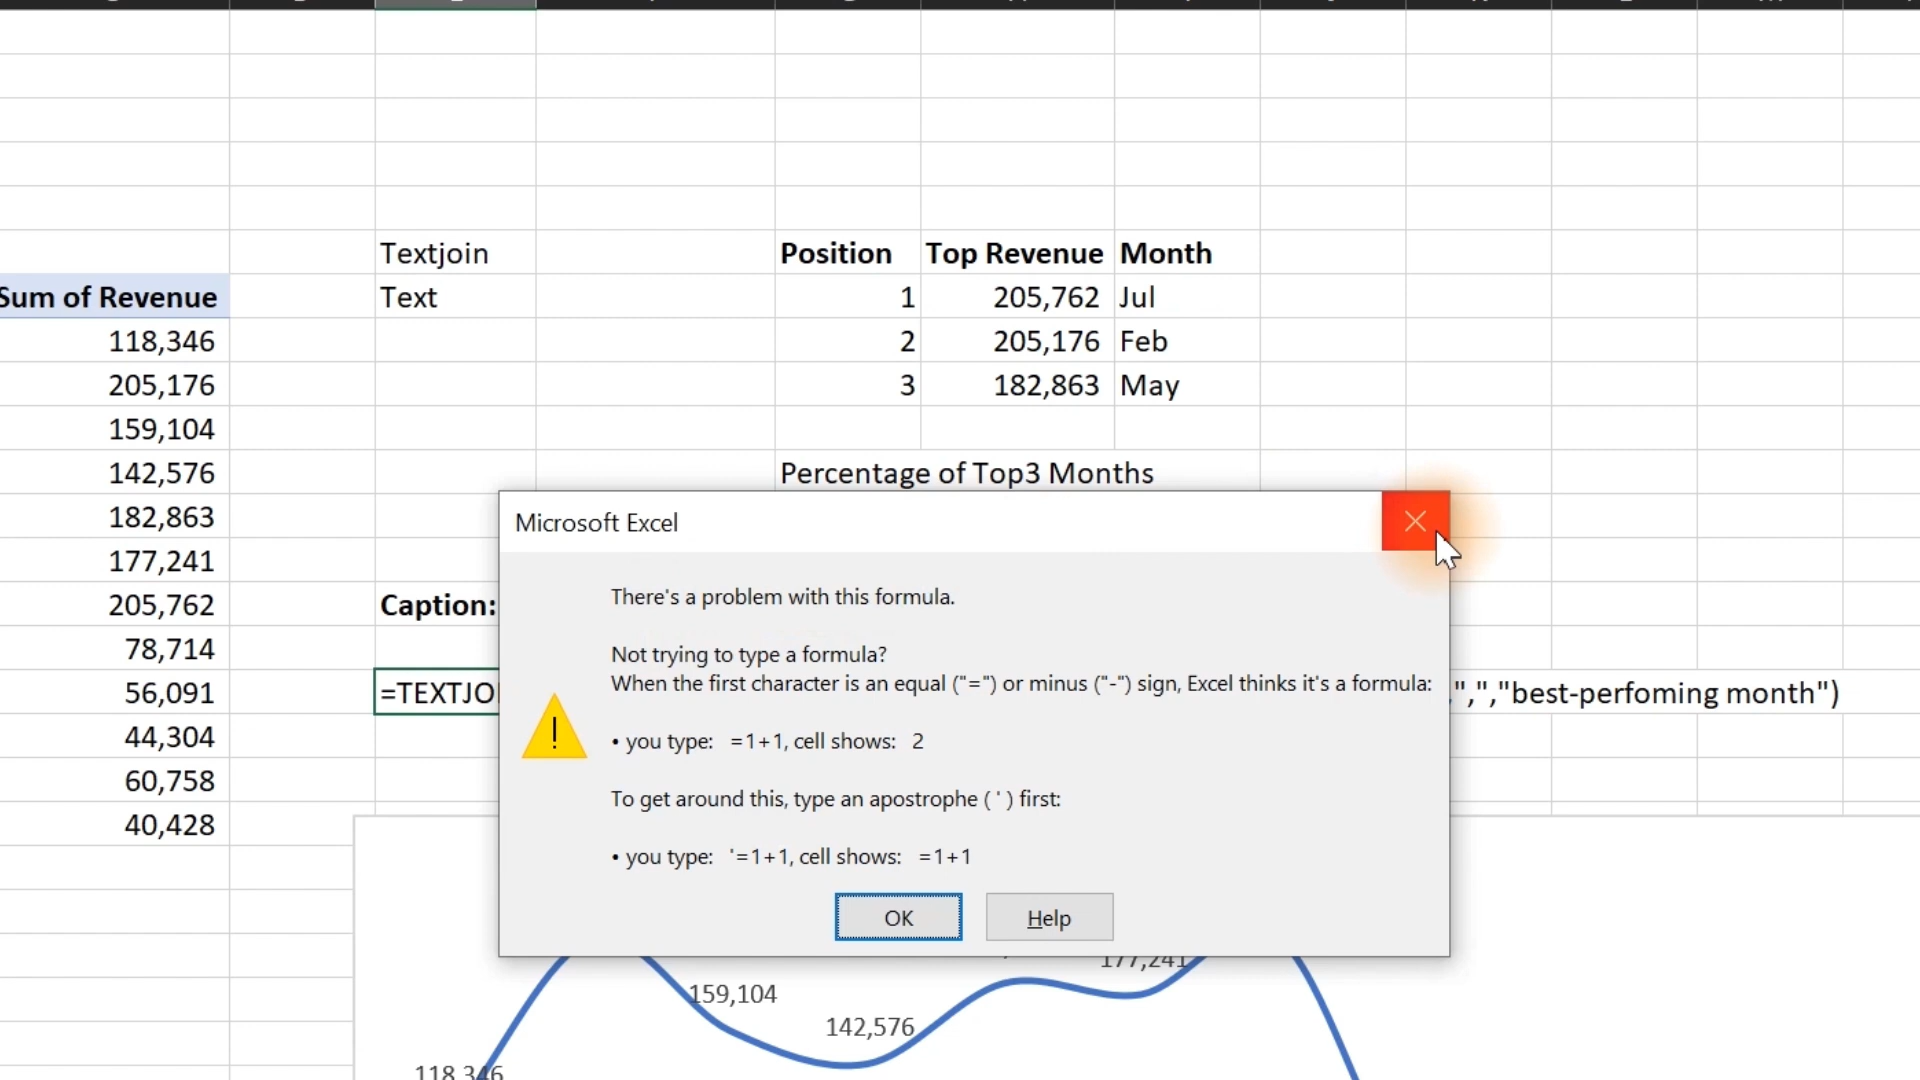 Textjoin Position Top Revenue Month
Sum of Revenue Text 1 205,762 Jul
118,346 2 205,176 Feb
205,176 3 182,863 May
159,104
142,576 Percentage of Top3 Months
182,863
177,241
205,762 Caption:
78,714
56,091 =TEXTJOI ",","best-perfoming month")
44,304
60,758
40,428
Microsoft Excel
There's a problem with this formula.
Not trying to type a formula?
When the first character is an equal ("=") or minus ("-") sign, Excel thinks it's a formula:
• you type: =1+1, cell shows: 2
To get around this, type an apostrophe ( ' ) first:
• you type: '=1+1, cell shows: =1+1
OK Help
177,241
159,104
142,576
118,346